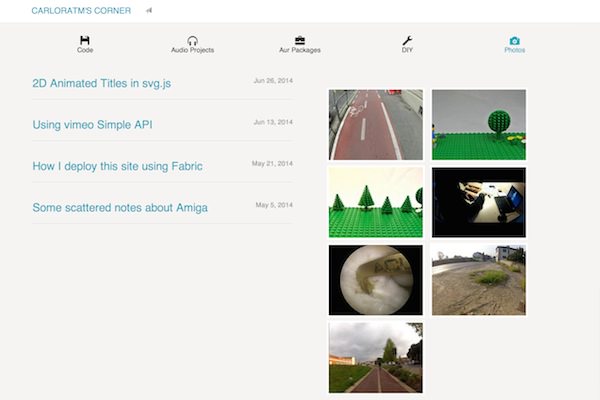 CARLORATM'S CORNER
Code
Audio Projects
Aur Packages
DIY
Photos
2D Animated Titles in svg.js
Jun 26, 2014
Using vimeo Simple API
Jun 13, 2014
How I deploy this site using Fabric
May 21, 2014
Some scattered notes about Amiga
May 5, 2014